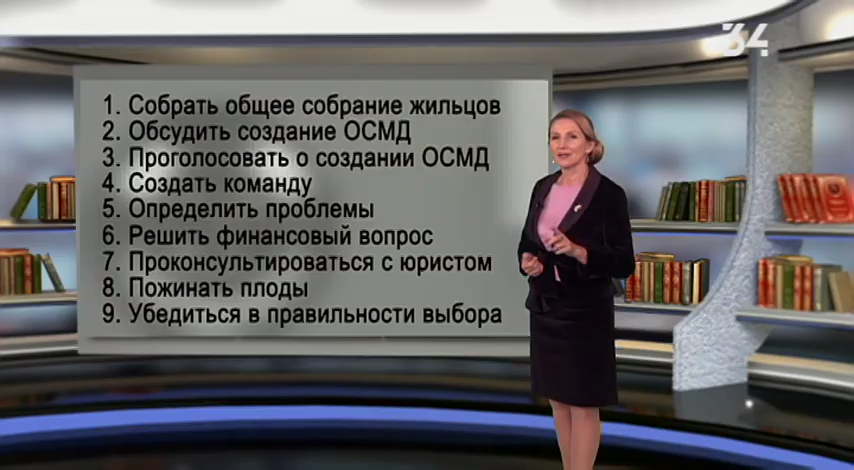 34
1. Собрать общее собрание жильцов
2. Обсудить создание ОСМД
3. Проголосовать о создании ОСМД
4. Создать команду
5. Определить проблемы
6. Решить финансовый вопрос
7. Проконсультироваться с юристом
8. Пожинать плоды
9. Убедиться в правильности выбора